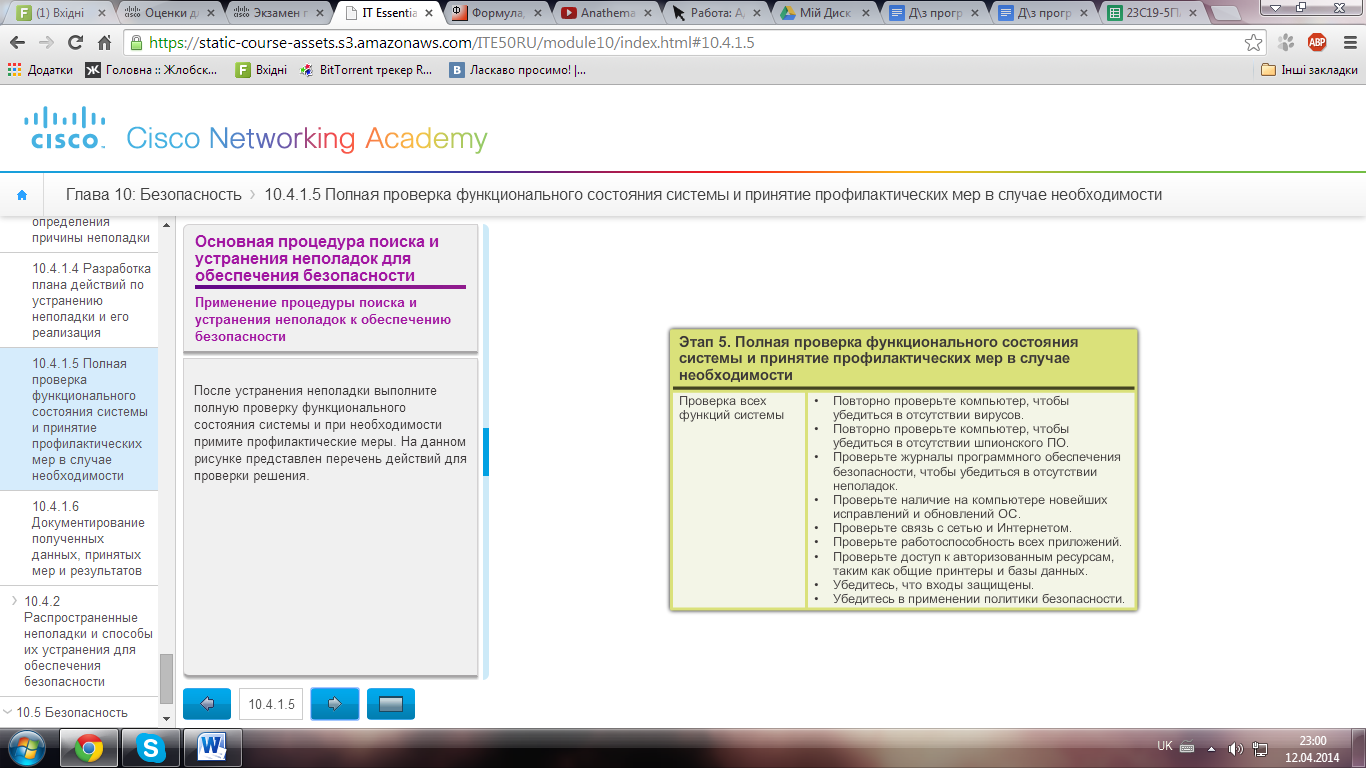 (1) Вхідні
Оценки д
Экзамен г
IT Essentia
Формула,
Anathema
Работа: А
Мій Диск
Д\з прогр
Д\з прогр
23С19-5П
https://static-course-assets.s3.amazonaws.com/ITE50RU/module10/index.html#10.4.1.5
ABP
Додатки
Головна :: Жлобск...
Вхідні
BitTorrent трекер R...
Ласкаво просимо! |...
Інші закладки
cisco.
Cisco Networking Academy
Глава 10: Безопасность
10.4.1.5 Полная проверка функционального состояния системы и принятие профилактических мер в случае необходимости
определения
причины неполадки
10.4.1.4 Разработка
плана действий по
устранению
неполадки и его
реализация
10.4.1.5 Полная
проверка
функционального
состояния системы
и принятие
профилактических
мер в случае
необходимости
10.4.1.6
Документирование
полученных
данных, принятых
мер и результатов
10.4.2
Распространенные
неполадки и способы
их устранения для
обеспечения
безопасности
10.5 Безопасность
Основная процедура поиска и
устранения неполадок для
обеспечения безопасности
Применение процедуры поиска и
устранения неполадок к обеспечению
безопасности
После устранения неполадки выполните
полную проверку функционального
состояния системы и при необходимости
примите профилактические меры. На данном
рисунке представлен перечень действий для
проверки решения.
10.4.1.5
Этап 5. Полная проверка функционального состояния
системы и принятие профилактических мер в случае
необходимости
Проверка всех
функций системы
• Повторно проверьте компьютер, чтобы
убедиться в отсутствии вирусов.
• Повторно проверьте компьютер, чтобы
убедиться в отсутствии шпионского ПО.
• Проверьте журналы программного обеспечения
безопасности, чтобы убедиться в отсутствии
неполадок.
• Проверьте наличие на компьютере новейших
исправлений и обновлений ОС.
• Проверьте связь с сетью и Интернетом.
• Проверьте работоспособность всех приложений.
• Проверьте доступ к авторизованным ресурсам,
таким как общие принтеры и базы данных.
• Убедитесь, что входы защищены.
• Убедитесь в применении политики безопасности.
UK
23:00
12.04.2014